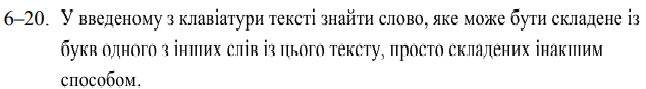 6–20. У введеному з клавіатури тексті знайти слово, яке може бути складене із
букв одного з інших слів із цього тексту, просто складених інакшим
способом.